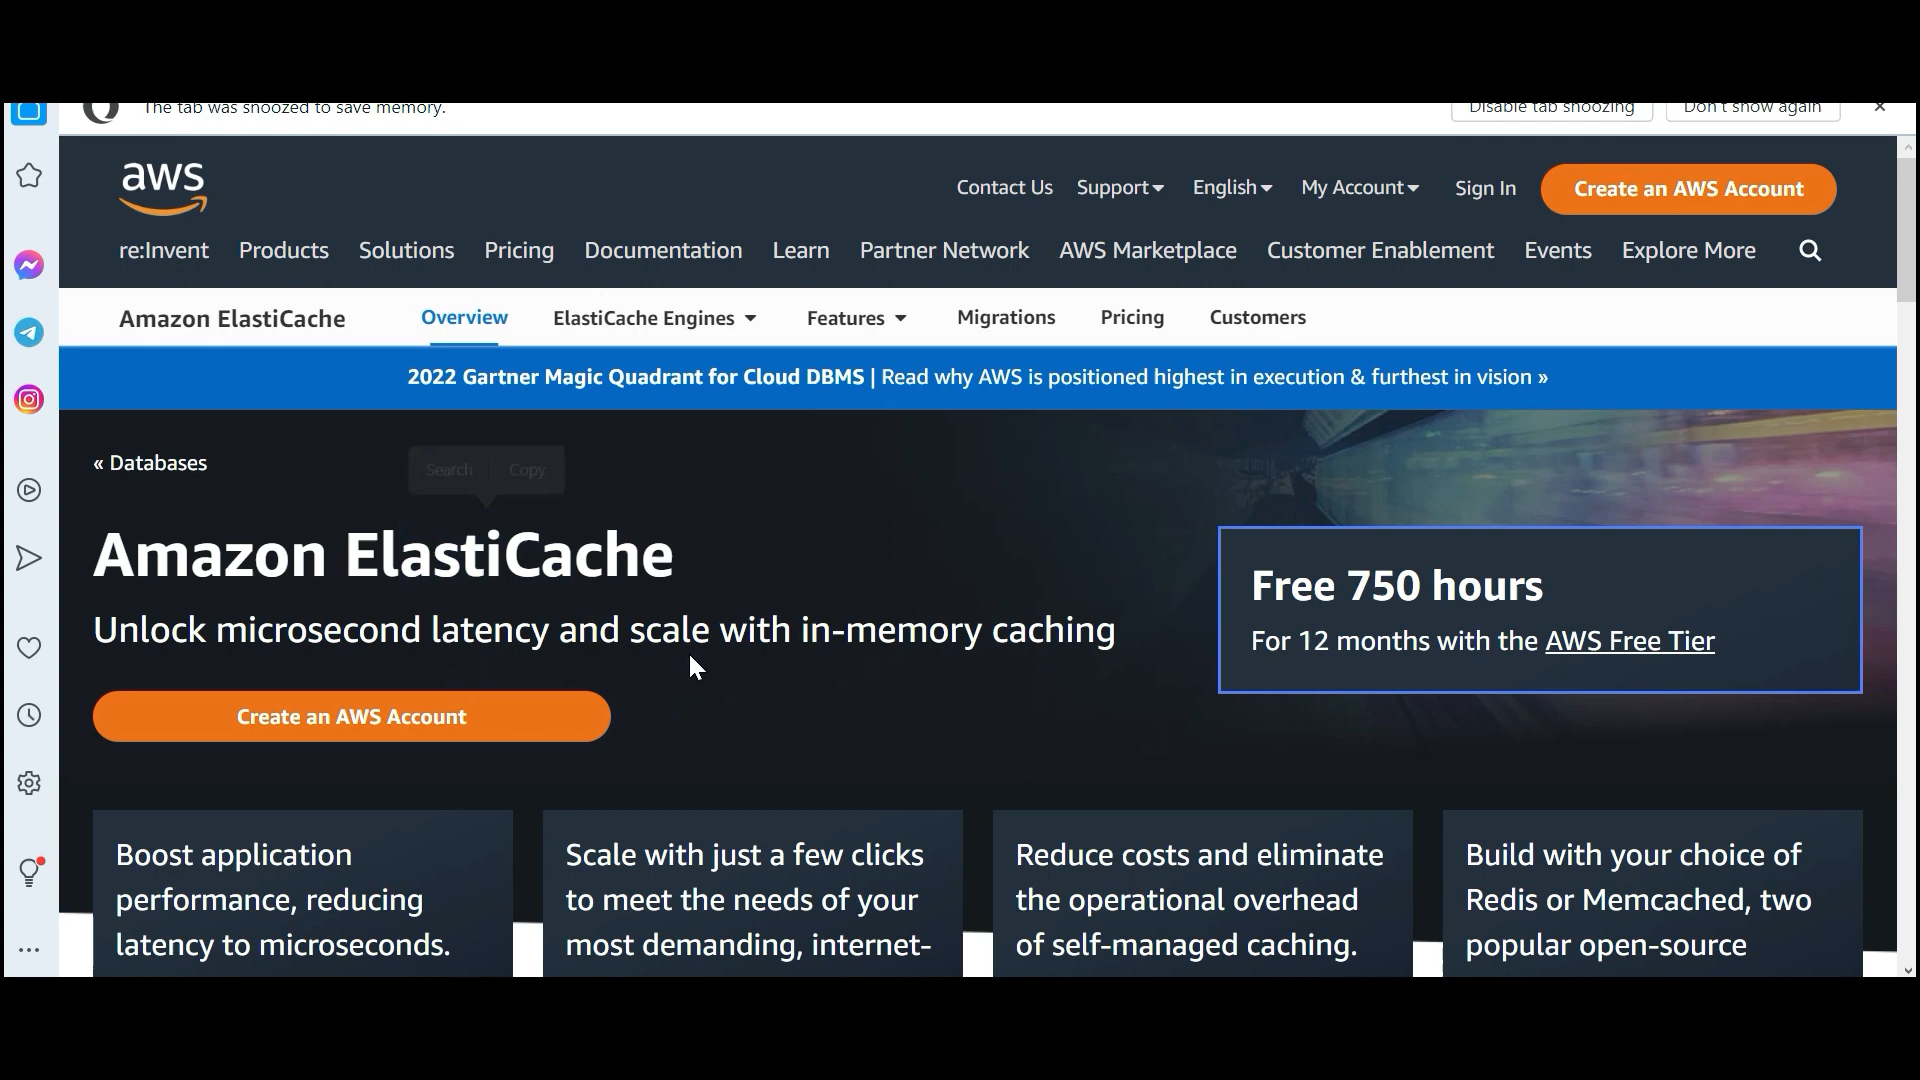 The tab was snoozed to save memory.
Disable tab snoozing
Don't show again
aws
Contact Us
Support
English
My Account
Sign In
Create an AWS Account
re:Invent
Products
Solutions
Pricing
Documentation
Learn
Partner Network
AWS Marketplace
Customer Enablement
Events
Explore More
Amazon ElastiCache
Overview
ElastiCache Engines
Features
Migrations
Pricing
Customers
2022 Gartner Magic Quadrant for Cloud DBMS | Read why AWS is positioned highest in execution & furthest in vision »
« Databases
Search
Copy
Amazon ElastiCache
Unlock microsecond latency and scale with in-memory caching
Create an AWS Account
Free 750 hours
For 12 months with the AWS Free Tier
Boost application
performance, reducing
latency to microseconds.
Scale with just a few clicks
to meet the needs of your
most demanding, internet-
Reduce costs and eliminate
the operational overhead
of self-managed caching.
Build with your choice of
Redis or Memcached, two
popular open-source